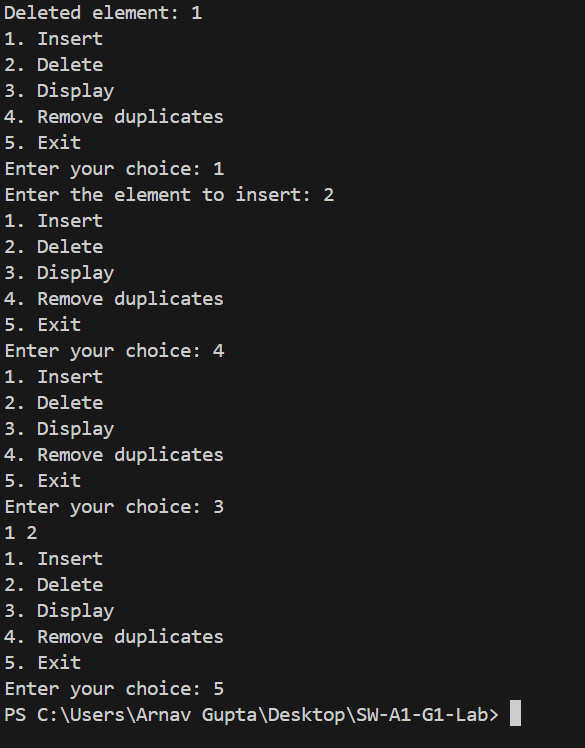 Deleted element: 1
1. Insert
2. Delete
3. Display
4. Remove duplicates
5. Exit
Enter your choice: 1
Enter the element to insert: 2
1. Insert
2. Delete
3. Display
4. Remove duplicates
5. Exit
Enter your choice: 4
1. Insert
2. Delete
3. Display
4. Remove duplicates
5. Exit
Enter your choice: 3
1 2
1. Insert
2. Delete
3. Display
4. Remove duplicates
5. Exit
Enter your choice: 5
PS C:\Users\Arnav Gupta\Desktop\SW-A1-G1-Lab>